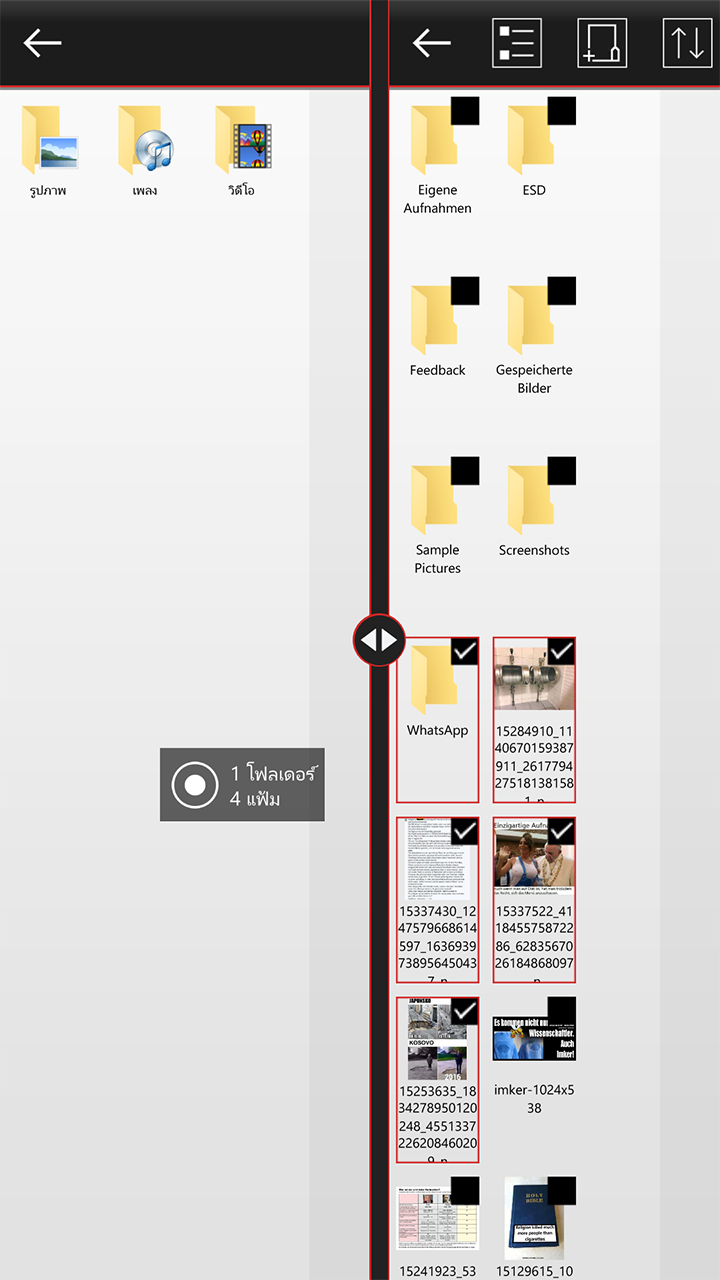 รูปภาพ
เพลง
วิดีโอ
1 โฟลเดอร์
4 แฟ้ม
Eigene
Aufnahmen
ESD
Feedback
Gespeicherte
Bilder
Sample
Pictures
Screenshots
WhatsApp
15284910_11
40670159387
911_2617794
27518138158
15337430_12
47579668614
597_1636939
73895645043
Einzigartige Aufn
15337522_41
18455758722
86_62835670
26184868097
JAPONSKO
KOSOVO
2016
15253635_18
34278950120
248_4551337
22620846020
Es kommen nicht nur
Wissenschaftler.
Auch
Imker!
imker-1024x5
38
15241923_53
HOLY
BIBLE
Religion killed much
more people than
cigarettes
15129615_10